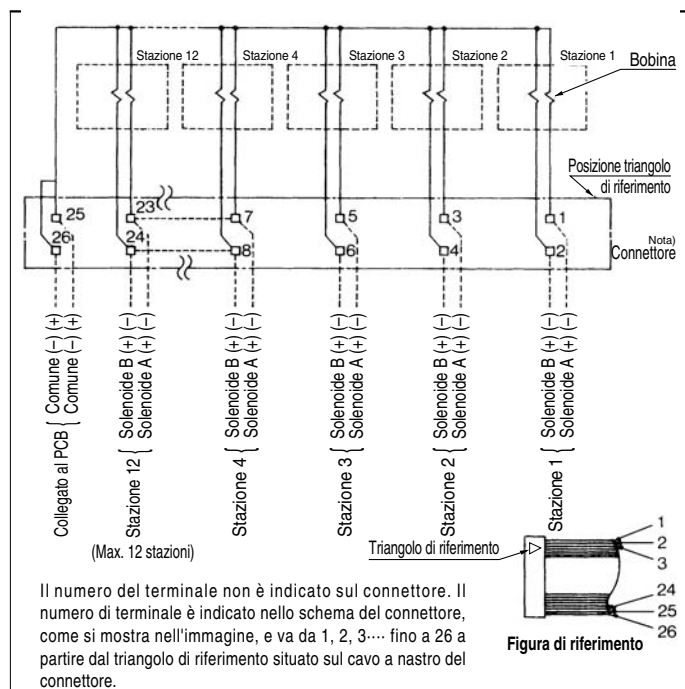 Stazione 12
Stazione 4
Stazione 3
Stazione 2
Stazione 1
Bobina
Posizione triangolo
di riferimento
25
23
7
5
3
1
26
24
8
6
4
2
Nota)
Connettore
Collegato al PCB { Comune (–) (+)
Comune (–) (+)
Stazione 12 { Solenoide B (+) (–)
Solenoide A (+) (–)
Stazione 4 { Solenoide B (+) (–)
Solenoide A (+) (–)
Stazione 3 { Solenoide B (+) (–)
Solenoide A (+) (–)
Stazione 2 { Solenoide B (+) (–)
Solenoide A (+) (–)
Stazione 1 { Solenoide B (+) (–)
Solenoide A (+) (–)
(Max. 12 stazioni)
Triangolo di riferimento
1
2
3
24
25
26
Figura di riferimento
Il numero del terminale non è indicato sul connettore. Il
numero di terminale è indicato nello schema del connettore,
come si mostra nell'immagine, e va da 1, 2, 3···· fino a 26 a
partire dal triangolo di riferimento situato sul cavo a nastro del
connettore.